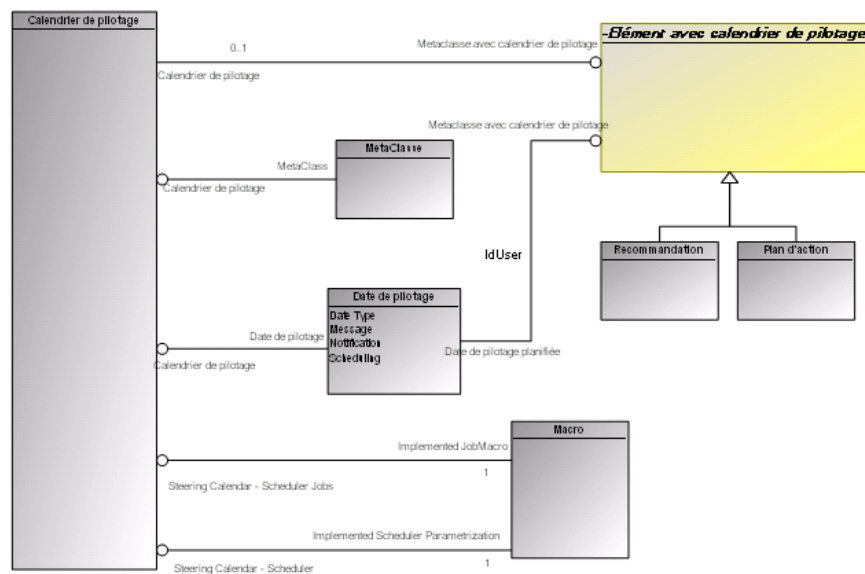 Calendrier de pilotage
-Elément avec calendrier de pilotage
0..1
Metaclasse avec calendrier de pilotage
Calendrier de pilotage
Metaclasse avec calendrier de pilotage
MetaClasse
MetaClass
Calendrier de pilotage
IdUser
Recommandation
Plan d'action
Date de pilotage
Date Type
Message
Notification
Scheduling
Date de pilotage
Calendrier de pilotage
Date de pilotage planifiée
Macro
Implemented JobMacro
1
Steering Calendar - Scheduler Jobs
Implemented Scheduler Parametrization
1
Steering Calendar - Scheduler